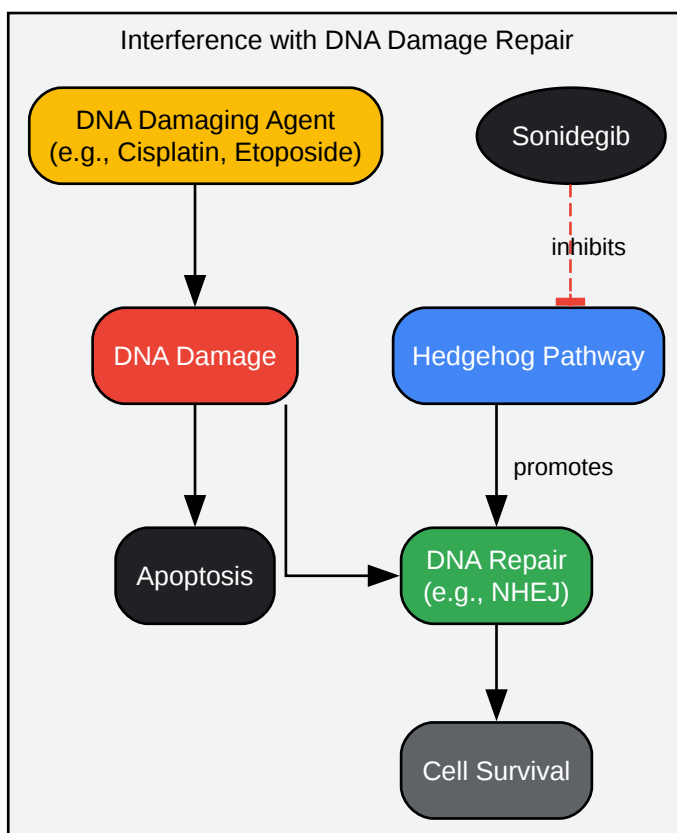 Interference with DNA Damage Repair
DNA Damaging Agent
(e.g., Cisplatin, Etoposide)
Sonidegib
inhibits
DNA Damage
Hedgehog Pathway
promotes
Apoptosis
DNA Repair
(e.g., NHEJ)
Cell Survival